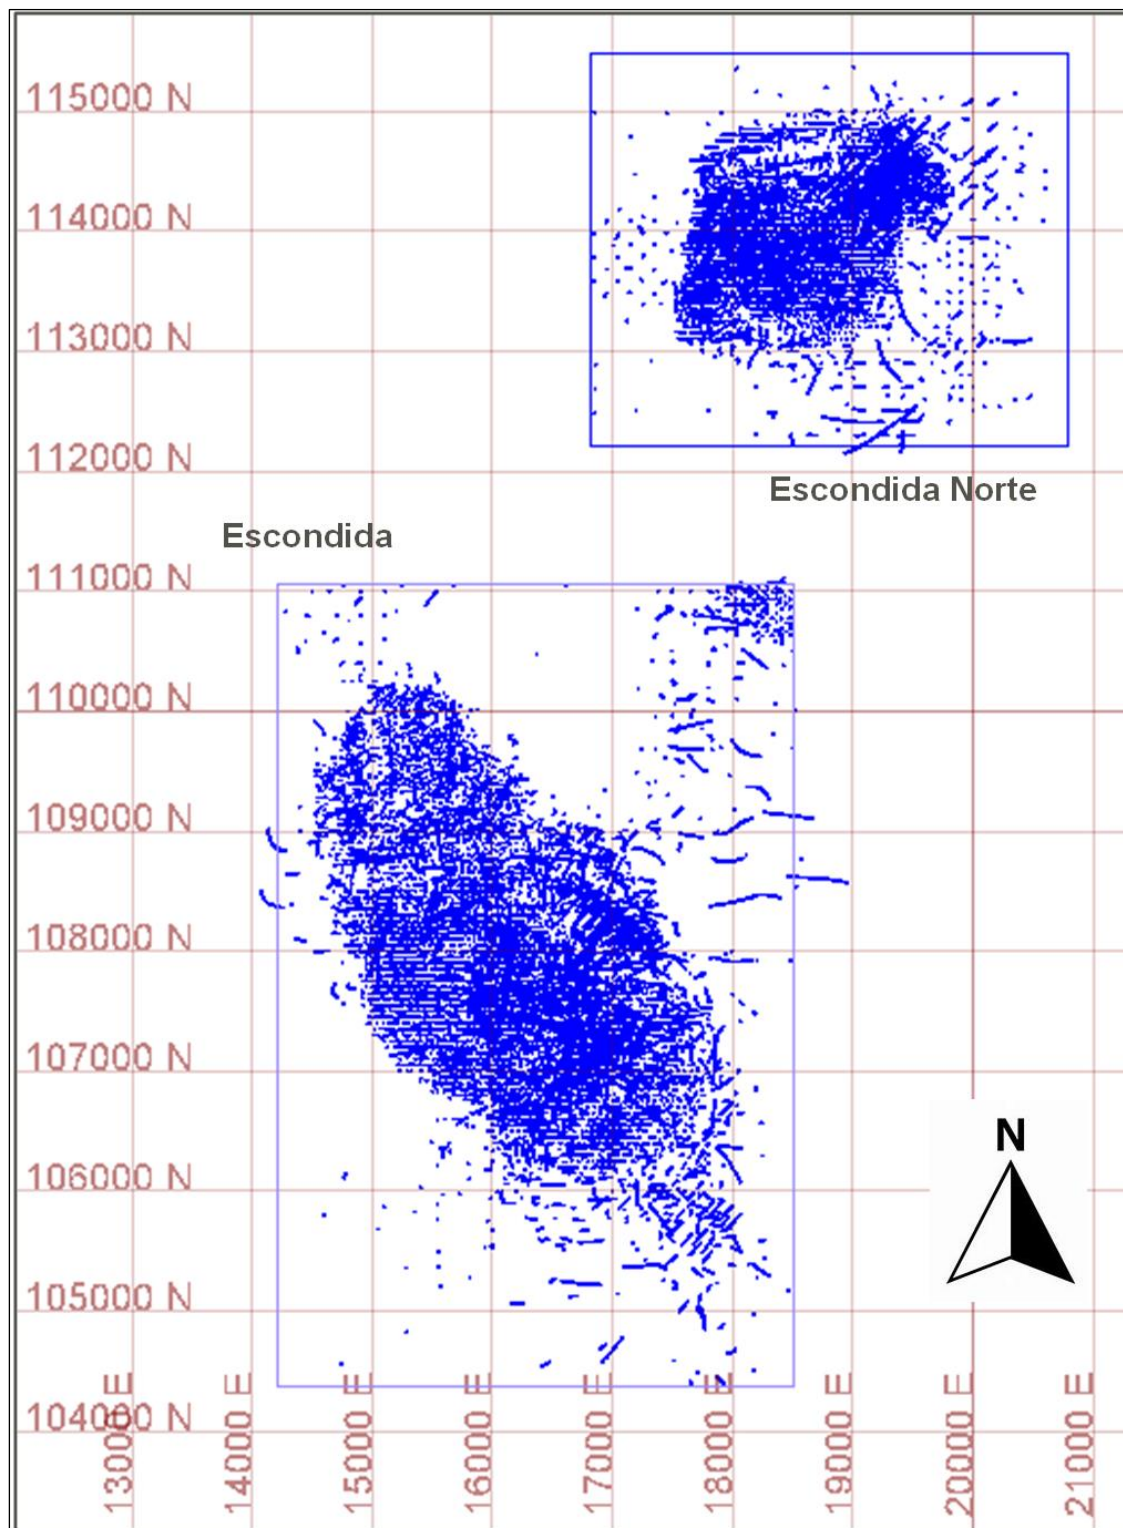 115000 N
114000 N
113000 N
112000 N
Escondida Norte
Escondida
111000 N
110000 N
109000 N
108000 N
107000 N
N
106000 N
105000 N
104000 N
13000 E
14000 E
15000 E
16000 E
17000 E
18000 E
19000 E
20000 E
21000 E